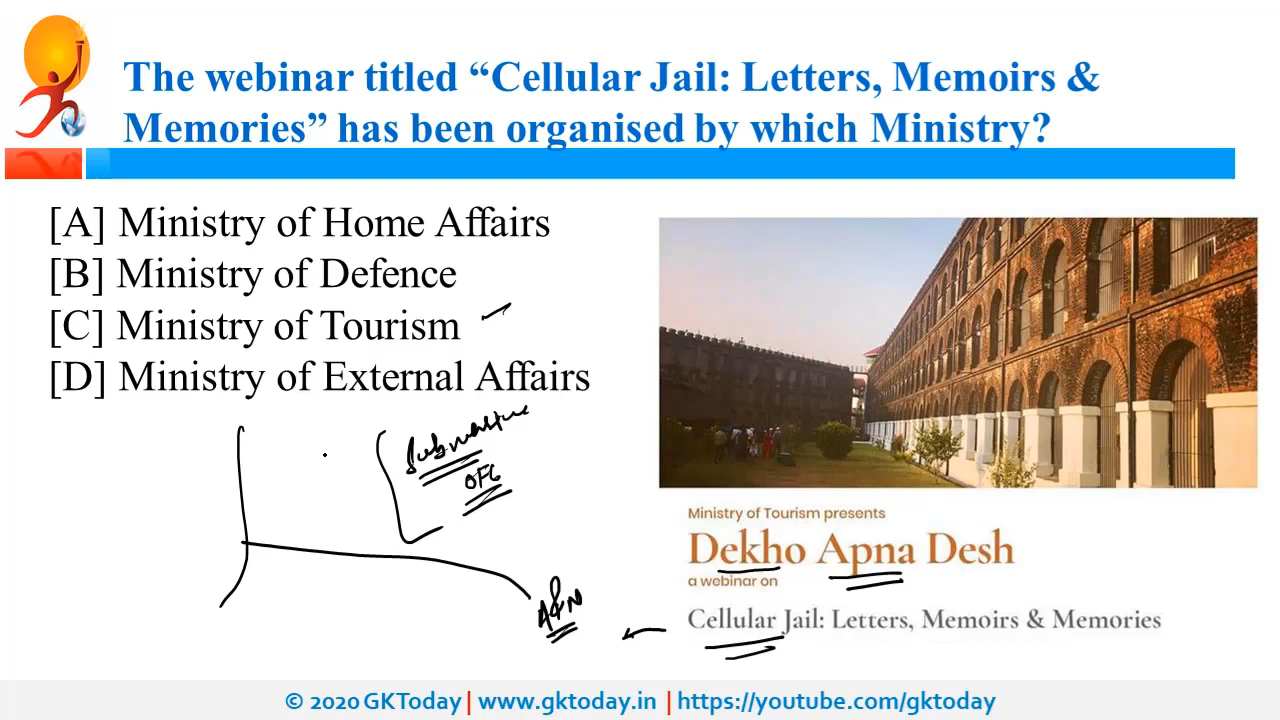 The webinar titled “Cellular Jail: Letters, Memoirs &
Memories” has been organised by which Ministry?
[A] Ministry of Home Affairs
[B] Ministry of Defence
[C] Ministry of Tourism
[D] Ministry of External Affairs
Submarine
OFC
A&N
Ministry of Tourism presents
Dekho Apna Desh
a webinar on
Cellular Jail: Letters, Memoirs & Memories
© 2020 GKToday | www.gktoday.in | https://youtube.com/gktoday